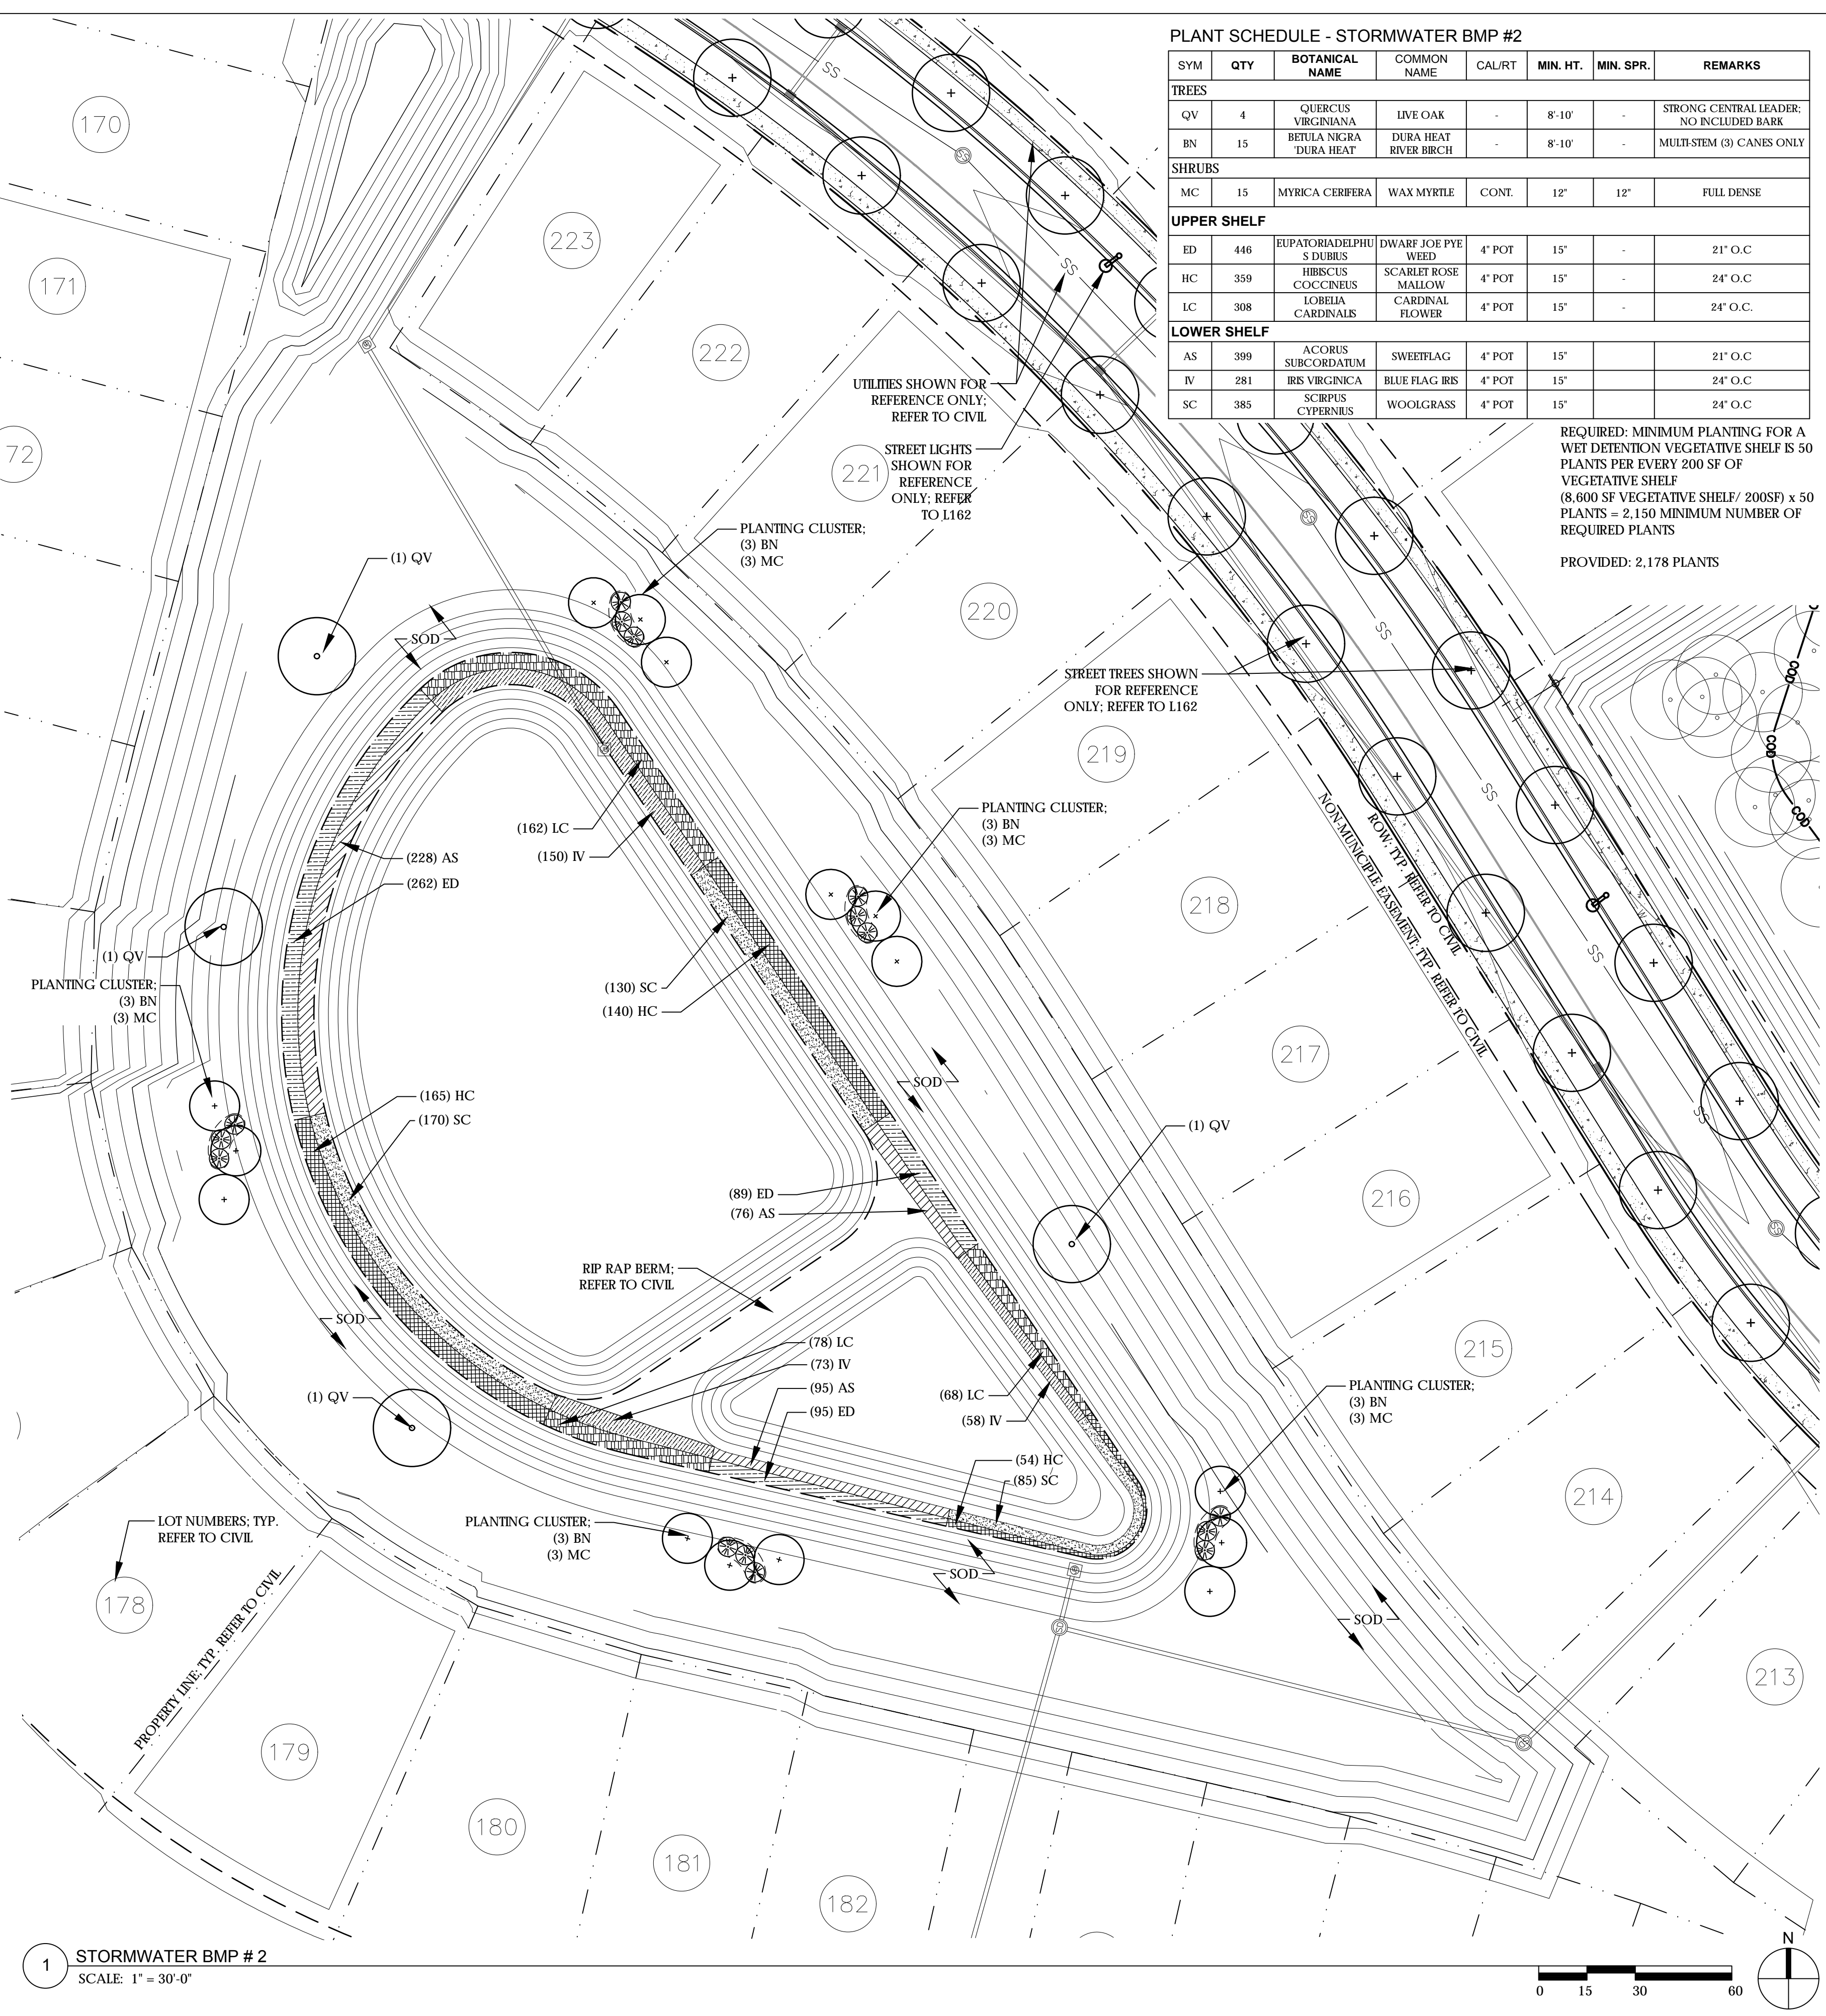 PLANT SCHEDULE - STORMWATER BMP #2
SYM QTY BOTANICAL NAME COMMON NAME CAL/RT MIN. HT. MIN. SPR. REMARKS
TREES
QV 4 QUERCUS VIRGINIANA LIVE OAK - 8'-10' - STRONG CENTRAL LEADER; NO INCLUDED BARK
BN 15 BETULA NIGRA 'DURA HEAT' DURA HEAT RIVER BIRCH - 8'-10' - MULTI-STEM (3) CANES ONLY
SHRUBS
MC 15 MYRICA CERIFERA WAX MYRTLE CONT. 12" 12" FULL DENSE
UPPER SHELF
ED 446 EUPATORIADELPHU S DUBIUS DWARF JOE PYE WEED 4" POT 15" - 21" O.C
HC 359 HIBISCUS COCCINEUS SCARLET ROSE MALLOW 4" POT 15" - 24" O.C
LC 308 LOBELIA CARDINALIS CARDINAL FLOWER 4" POT 15" - 24" O.C.
LOWER SHELF
AS 399 ACORUS SUBCORDATUM SWEETFLAG 4" POT 15" 21" O.C
IV 281 IRIS VIRGINICA BLUE FLAG IRIS 4" POT 15" 24" O.C
SC 385 SCIRPUS CYPERNIUS WOOLGRASS 4" POT 15" 24" O.C
REQUIRED: MINIMUM PLANTING FOR A
WET DETENTION VEGETATIVE SHELF IS 50
PLANTS PER EVERY 200 SF OF
VEGETATIVE SHELF
(8,600 SF VEGETATIVE SHELF/ 200SF) x 50
PLANTS = 2,150 MINIMUM NUMBER OF
REQUIRED PLANTS
PROVIDED: 2,178 PLANTS
170
171
72
223
222
221
220
219
218
217
216
215
214
213
178
179
180
181
182
SS
SS
SS
SS
SS
SS
SS
SS
SS
SS
W
COD
COD
COD
UTILITIES SHOWN FOR
REFERENCE ONLY;
REFER TO CIVIL
STREET LIGHTS
SHOWN FOR
REFERENCE
ONLY; REFER
TO L162
PLANTING CLUSTER;
(3) BN
(3) MC
(1) QV
SOD
STREET TREES SHOWN
FOR REFERENCE
ONLY; REFER TO L162
PLANTING CLUSTER;
(3) BN
(3) MC
(162) LC
(150) IV
(228) AS
(262) ED
NON-MUNICIPLE EASEMENT; TYP. REFER TO CIVIL
ROW; TYP. REFER TO CIVIL
(1) QV
PLANTING CLUSTER;
(3) BN
(3) MC
(130) SC
(140) HC
SOD
(165) HC
(170) SC
(1) QV
(89) ED
(76) AS
RIP RAP BERM;
REFER TO CIVIL
SOD
(78) LC
(73) IV
(95) AS
(95) ED
(68) LC
(58) IV
(1) QV
PLANTING CLUSTER;
(3) BN
(3) MC
(54) HC
(85) SC
PLANTING CLUSTER;
(3) BN
(3) MC
SOD
SOD
LOT NUMBERS; TYP.
REFER TO CIVIL
PROPERTY LINE; TYP. REFER TO CIVIL
1
STORMWATER BMP # 2
SCALE: 1" = 30'-0"
0 15 30 60
N